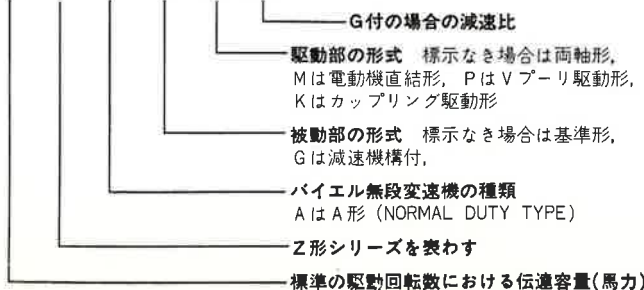 G付の場合の減速比
駆動部の形式 標示なき場合は両軸形,
Mは電動機直結形, PはVプーリ駆動形,
Kはカップリング駆動形
被動部の形式 標示なき場合は基準形,
Gは減速機構付,
バイエル無段変速機の種類
AはA形 (NORMAL DUTY TYPE)
Z形シリーズを表わす
標準の駆動回転数における伝達容量(馬力)